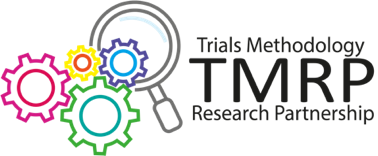 Trials Methodology
TMRP
Research Partnership